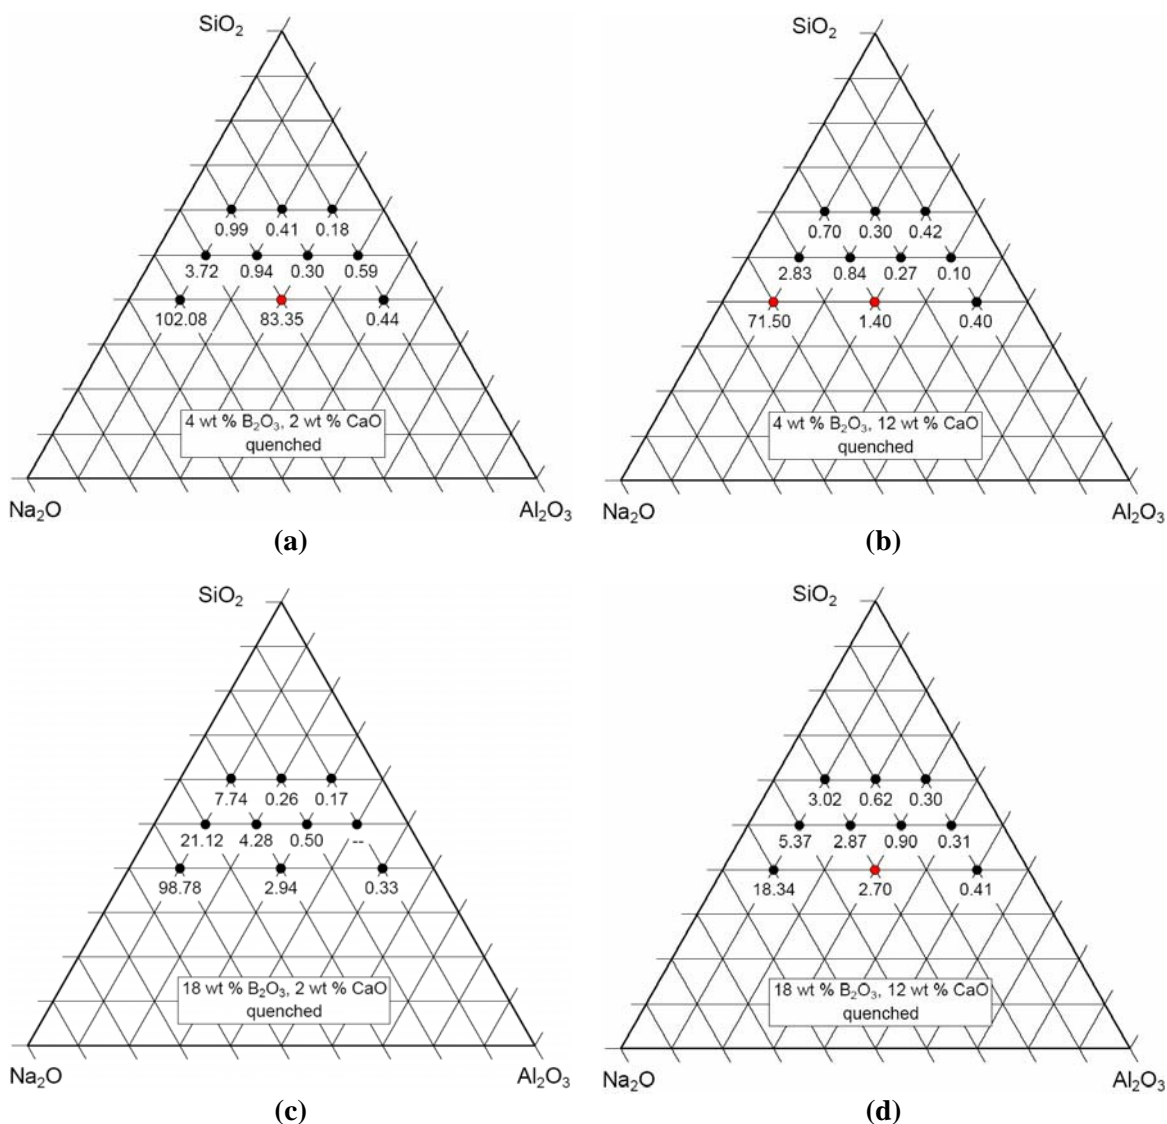 SiO₂
0.99 0.41 0.18
3.72 0.94 0.30 0.59
102.08 83.35 0.44
4 wt % B₂O₃, 2 wt % CaO
quenched
Na₂O Al₂O₃
(a)
SiO₂
0.70 0.30 0.42
2.83 0.84 0.27 0.10
71.50 1.40 0.40
4 wt % B₂O₃, 12 wt % CaO
quenched
Na₂O Al₂O₃
(b)
SiO₂
7.74 0.26 0.17
21.12 4.28 0.50 --
98.78 2.94 0.33
18 wt % B₂O₃, 2 wt % CaO
quenched
Na₂O Al₂O₃
(c)
SiO₂
3.02 0.62 0.30
5.37 2.87 0.90 0.31
18.34 2.70 0.41
18 wt % B₂O₃, 12 wt % CaO
quenched
Na₂O Al₂O₃
(d)